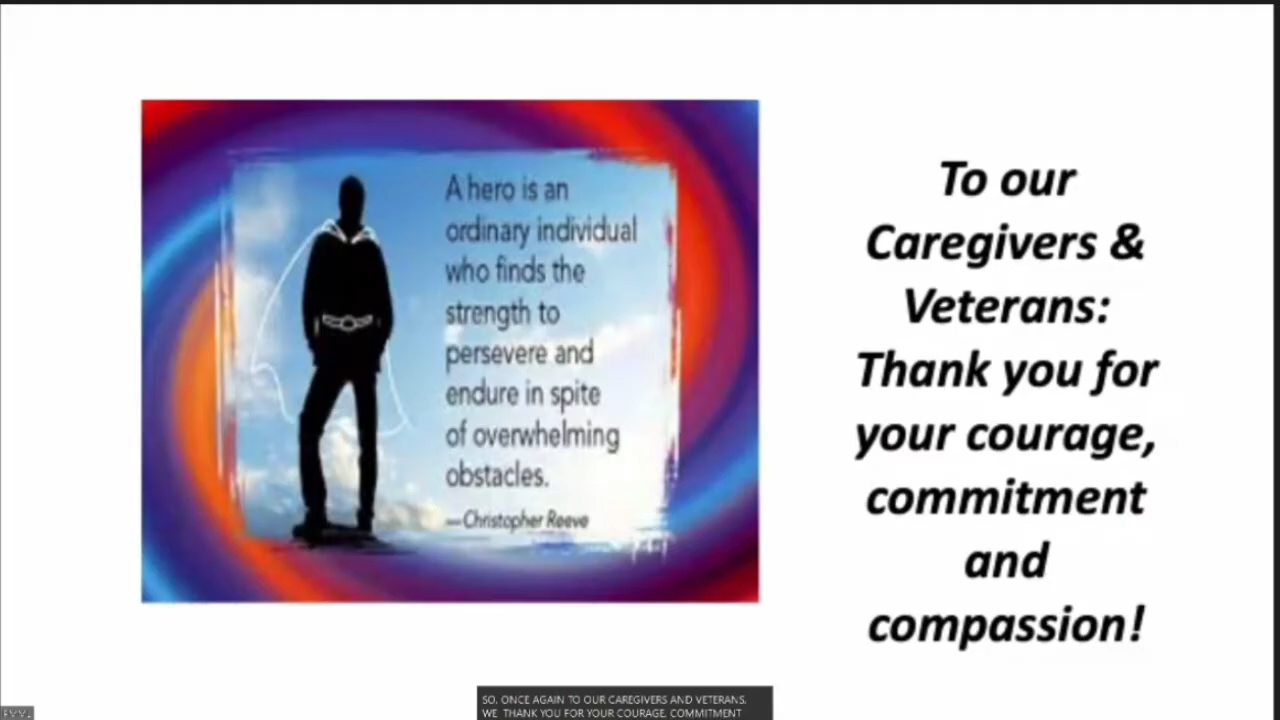 A hero is an
ordinary individual
who finds the
strength to
persevere and
endure in spite
of overwhelming
obstacles.
—Christopher Reeve
To our
Caregivers &
Veterans:
Thank you for
your courage,
commitment
and
compassion!
SO, ONCE AGAIN TO OUR CAREGIVERS AND VETERANS,
WE THANK YOU FOR YOUR COURAGE, COMMITMENT